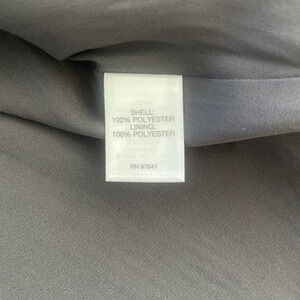 SHELL:
100% POLYESTER
LINING:
100% POLYESTER
RN 97641